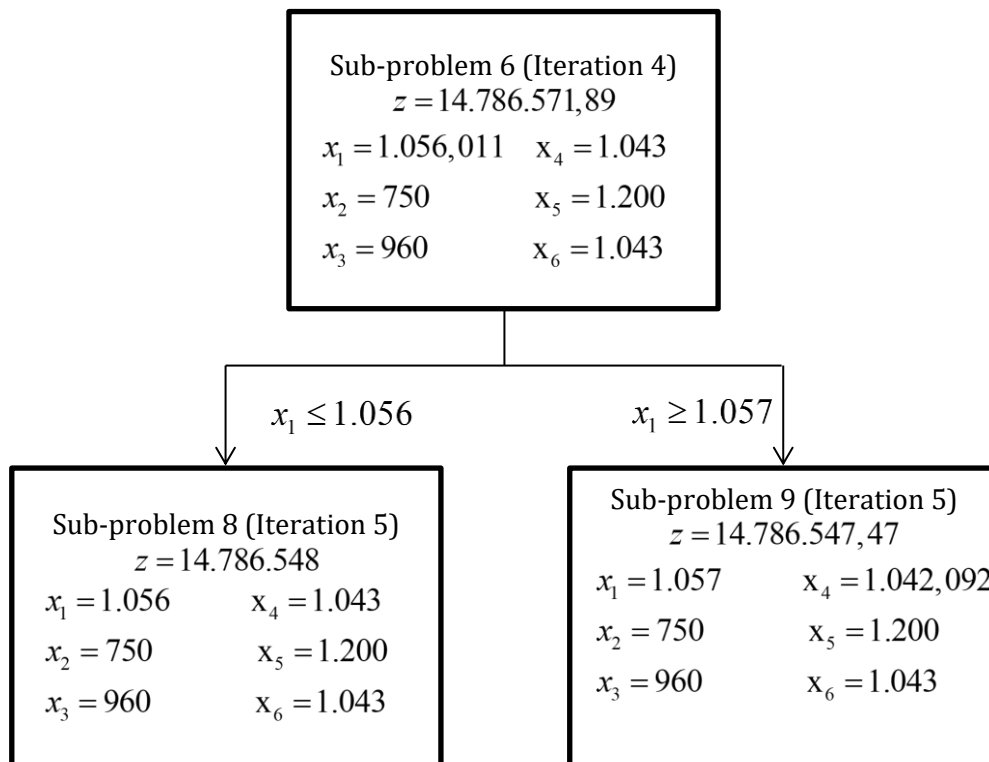 Sub-problem 6 (Iteration 4)
z = 14.786.571,89
x₁ = 1.056,011 x₄ = 1.043
x₂ = 750 x₅ = 1.200
x₃ = 960 x₆ = 1.043
x₁ ≤ 1.056
x₁ ≥ 1.057
Sub-problem 8 (Iteration 5)
z = 14.786.548
x₁ = 1.056 x₄ = 1.043
x₂ = 750 x₅ = 1.200
x₃ = 960 x₆ = 1.043
Sub-problem 9 (Iteration 5)
z = 14.786.547,47
x₁ = 1.057 x₄ = 1.042,092
x₂ = 750 x₅ = 1.200
x₃ = 960 x₆ = 1.043